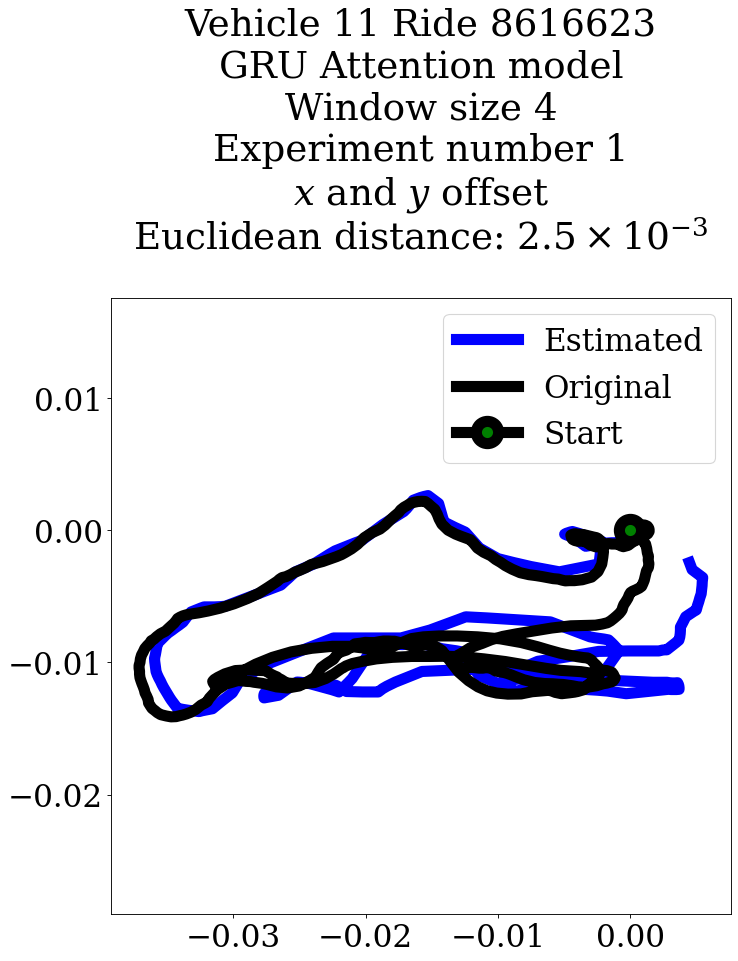 Vehicle 11 Ride 8616623
GRU Attention model
Window size 4
Experiment number 1
x and y offset
Euclidean distance: 2.5 × 10⁻³
Estimated
Original
Start
0.01
0.00
−0.01
−0.02
−0.03 −0.02 −0.01 0.00